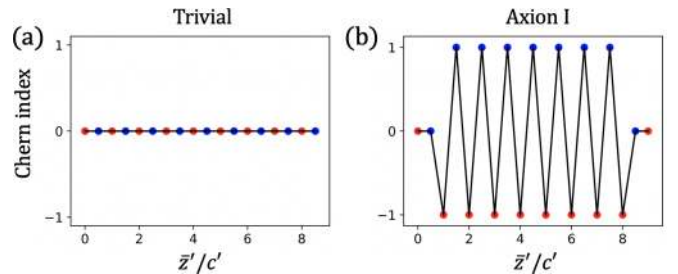 Trivial
Axion I
(a)
(b)
Chern index
1
0
−1
0
2
4
6
8
z̄′/c′
1
0
−1
0
2
4
6
8
z̄′/c′